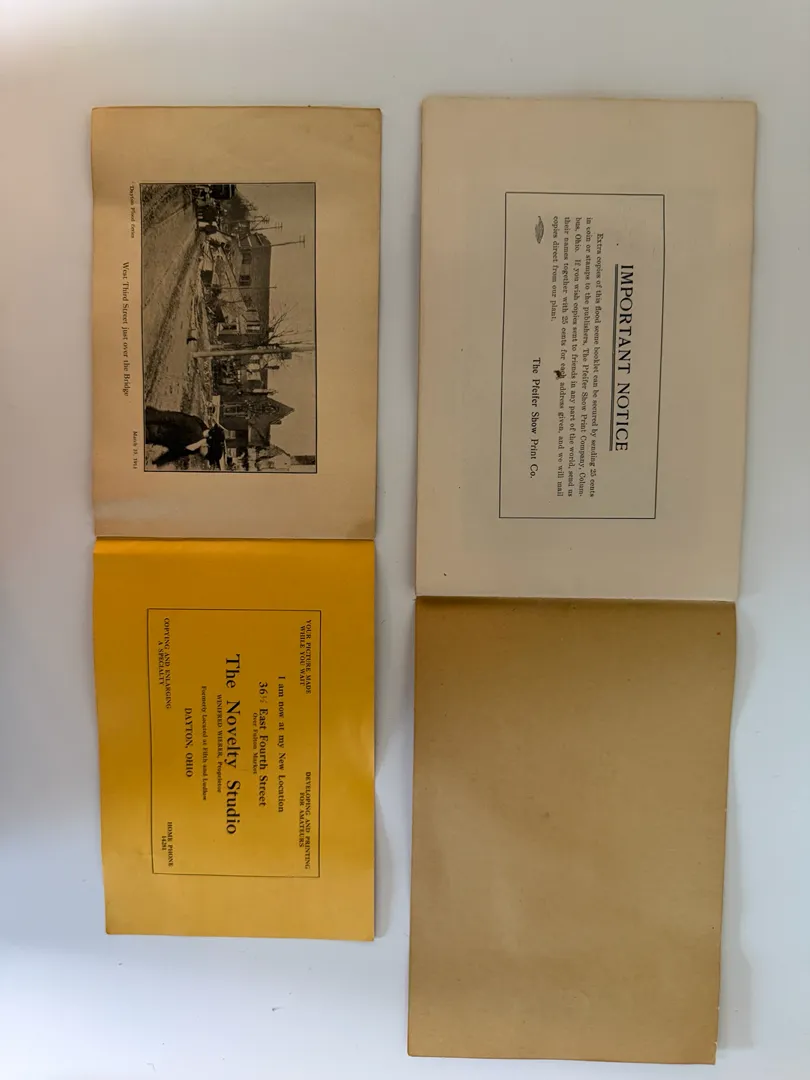 Dayton Flood Series
West Third Street just over the Bridge
March 25, 1913
YOUR PICTURE MADE
WHILE YOU WAIT
DEVELOPING AND PRINTING
FOR AMATEURS
I am now at my New Location
36½ East Fourth Street
Over Fulton Market
The Novelty Studio
WINIFRED WIEBER, Proprietor
Formerly Located at Fifth and Ludlow
DAYTON, OHIO
COPYING AND ENLARGING
A SPECIALTY
HOME PHONE
14281
IMPORTANT NOTICE
Extra copies of this flood scene booklet can be secured by sending 25 cents
in coin or stamps to the publishers, The Pfeifer Show Print Company, Colum-
bus, Ohio. If you wish copies sent to friends in any part of the world, send us
their names together with 25 cents for each address given, and we will mail
copies direct from our plant.
The Pfeifer Show Print Co.